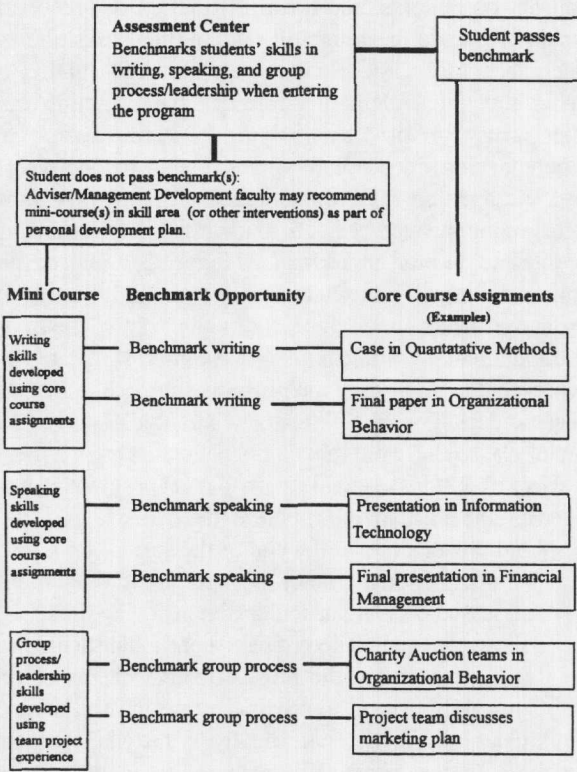 Assessment Center
Benchmarks students' skills in
writing, speaking, and group
process/leadership when entering
the program
Student passes
benchmark
Student does not pass benchmark(s):
Adviser/Management Development faculty may recommend
mini-course(s) in skill area (or other interventions) as part of
personal development plan.
Mini Course
Benchmark Opportunity
Core Course Assignments
(Examples)
Writing
skills
developed
using core
course
assignments
Benchmark writing
Case in Quantatative Methods
Benchmark writing
Final paper in Organizational
Behavior
Speaking
skills
developed
using core
course
assignments
Benchmark speaking
Presentation in Information
Technology
Benchmark speaking
Final presentation in Financial
Management
Group
process/
leadership
skills
developed
using
team project
experience
Benchmark group process
Charity Auction teams in
Organizational Behavior
Benchmark group process
Project team discusses
marketing plan